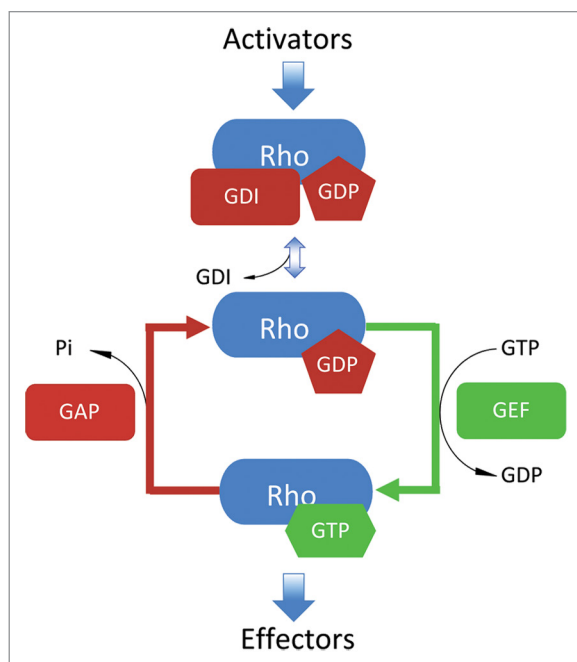 Activators
Rho
GDI
GDP
GDI
Rho
GDP
Pi
GTP
GAP
GEF
GDP
Rho
GTP
Effectors